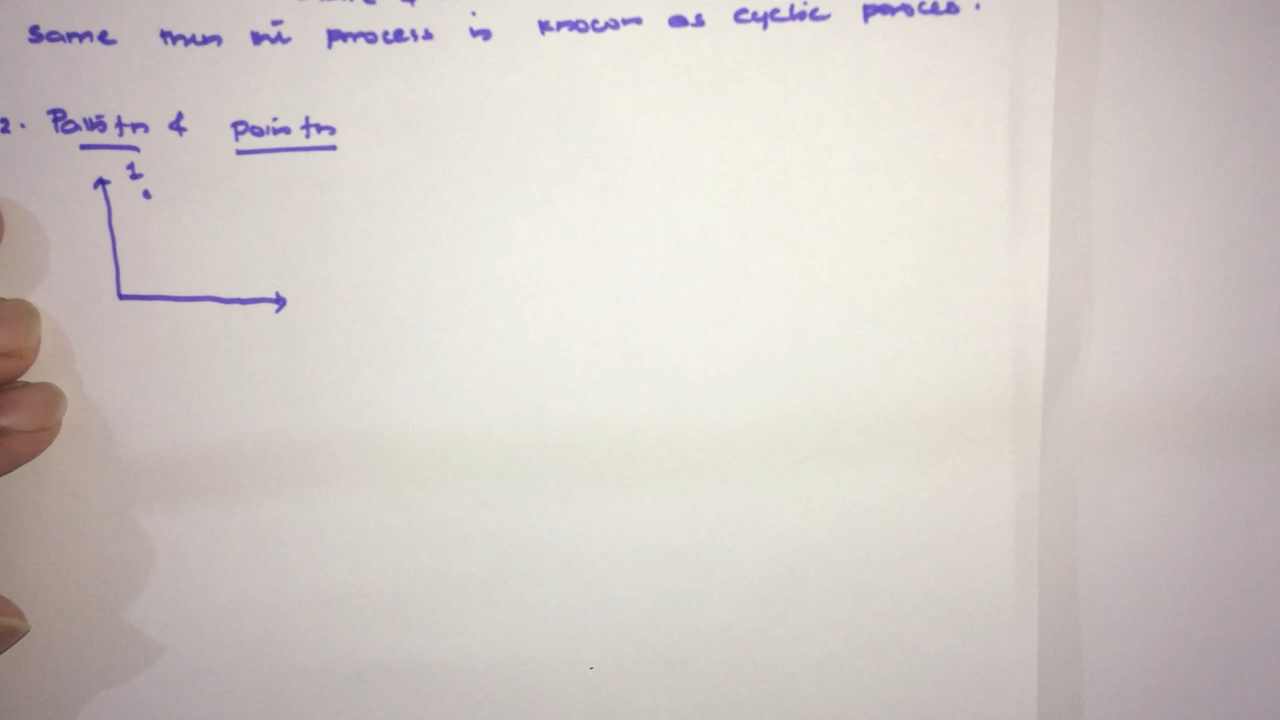 same then the process is known as cyclic process.
2. Path fn & point fn
1